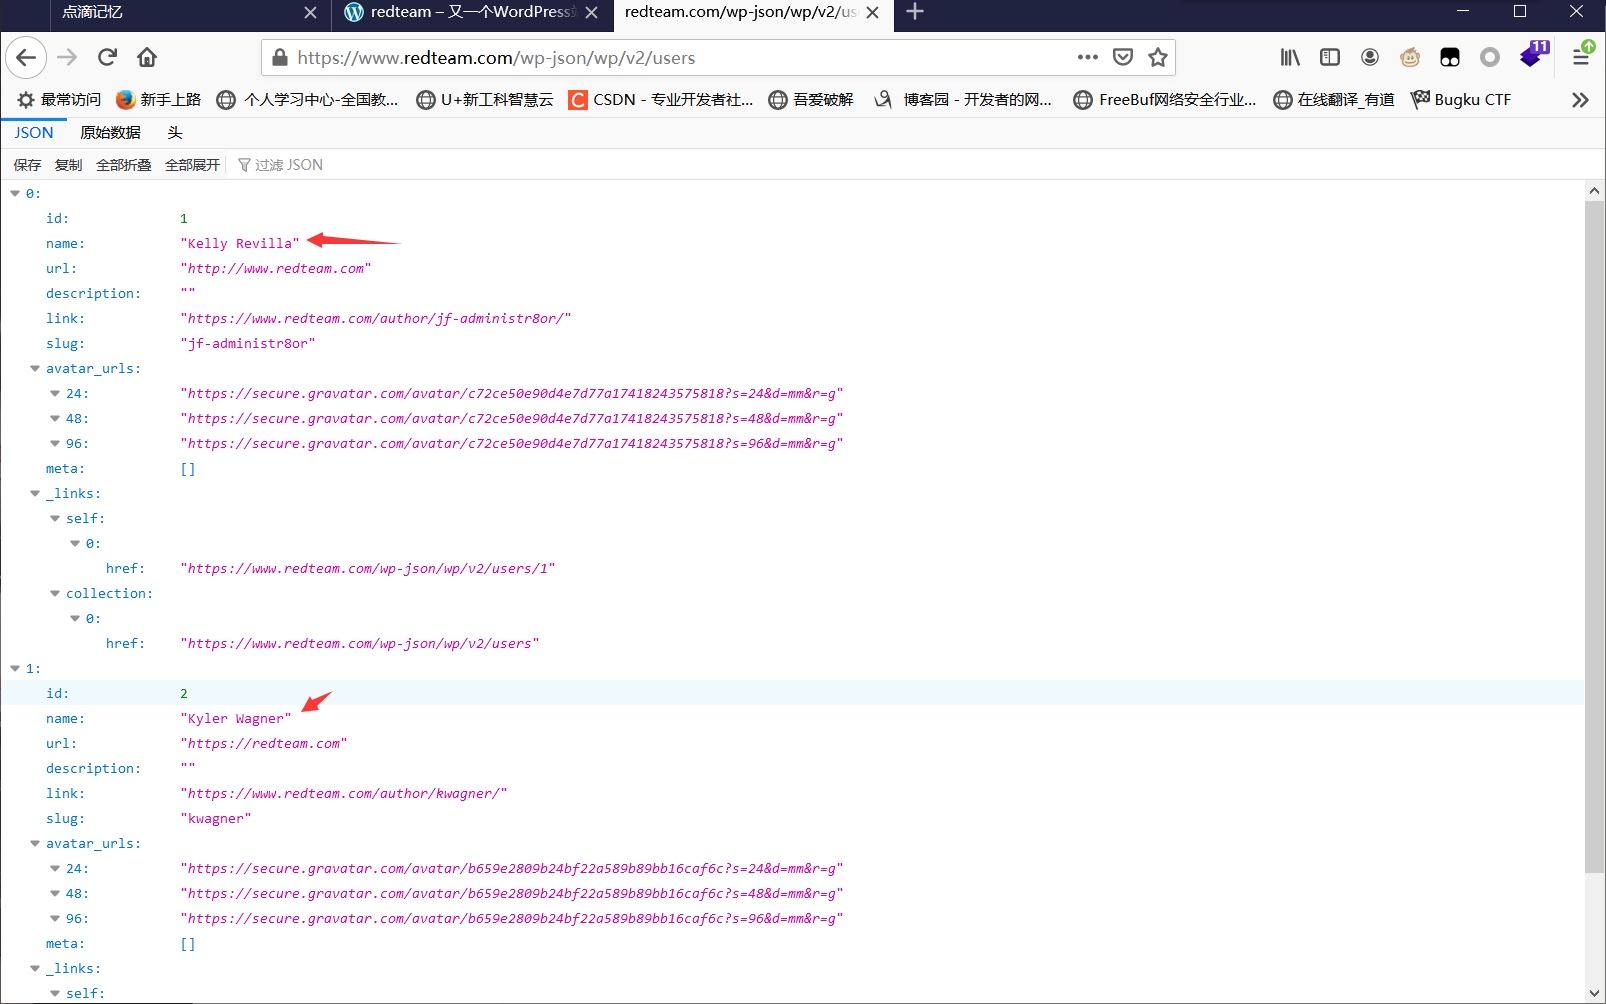 点滴记忆
redteam – 又一个WordPress
redteam.com/wp-json/wp/v2/us
https://www.redteam.com/wp-json/wp/v2/users
11
最常访问 新手上路 个人学习中心-全国教... U+新工科智慧云 CSDN - 专业开发者社... 吾爱破解 博客园 - 开发者的网... FreeBuf网络安全行业... 在线翻译_有道 Bugku CTF
JSON 原始数据 头
保存 复制 全部折叠 全部展开 过滤 JSON
0:
id: 1
name: "Kelly Revilla"
url: "http://www.redteam.com"
description: ""
link: "https://www.redteam.com/author/jf-administr8or/"
slug: "jf-administr8or"
avatar_urls:
24: "https://secure.gravatar.com/avatar/c72ce50e90d4e7d77a17418243575818?s=24&d=mm&r=g"
48: "https://secure.gravatar.com/avatar/c72ce50e90d4e7d77a17418243575818?s=48&d=mm&r=g"
96: "https://secure.gravatar.com/avatar/c72ce50e90d4e7d77a17418243575818?s=96&d=mm&r=g"
meta: []
_links:
self:
0:
href: "https://www.redteam.com/wp-json/wp/v2/users/1"
collection:
0:
href: "https://www.redteam.com/wp-json/wp/v2/users"
1:
id: 2
name: "Kyler Wagner"
url: "https://redteam.com"
description: ""
link: "https://www.redteam.com/author/kwagner/"
slug: "kwagner"
avatar_urls:
24: "https://secure.gravatar.com/avatar/b659e2809b24bf22a589b89bb16caf6c?s=24&d=mm&r=g"
48: "https://secure.gravatar.com/avatar/b659e2809b24bf22a589b89bb16caf6c?s=48&d=mm&r=g"
96: "https://secure.gravatar.com/avatar/b659e2809b24bf22a589b89bb16caf6c?s=96&d=mm&r=g"
meta: []
_links:
self: